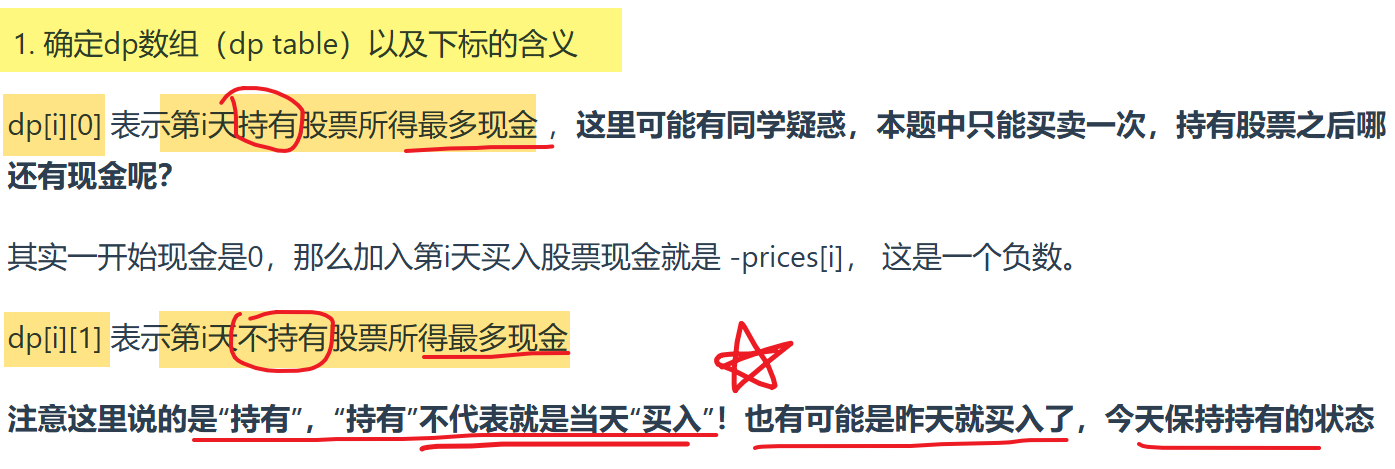 1. 确定dp数组（dp table）以及下标的含义
dp[i][0] 表示第i天持有股票所得最多现金 ，这里可能有同学疑惑，本题中只能买卖一次，持有股票之后哪
还有现金呢？
其实一开始现金是0，那么加入第i天买入股票现金就是 -prices[i]， 这是一个负数。
dp[i][1] 表示第i天不持有股票所得最多现金
注意这里说的是“持有”，“持有”不代表就是当天“买入”！也有可能是昨天就买入了，今天保持持有的状态